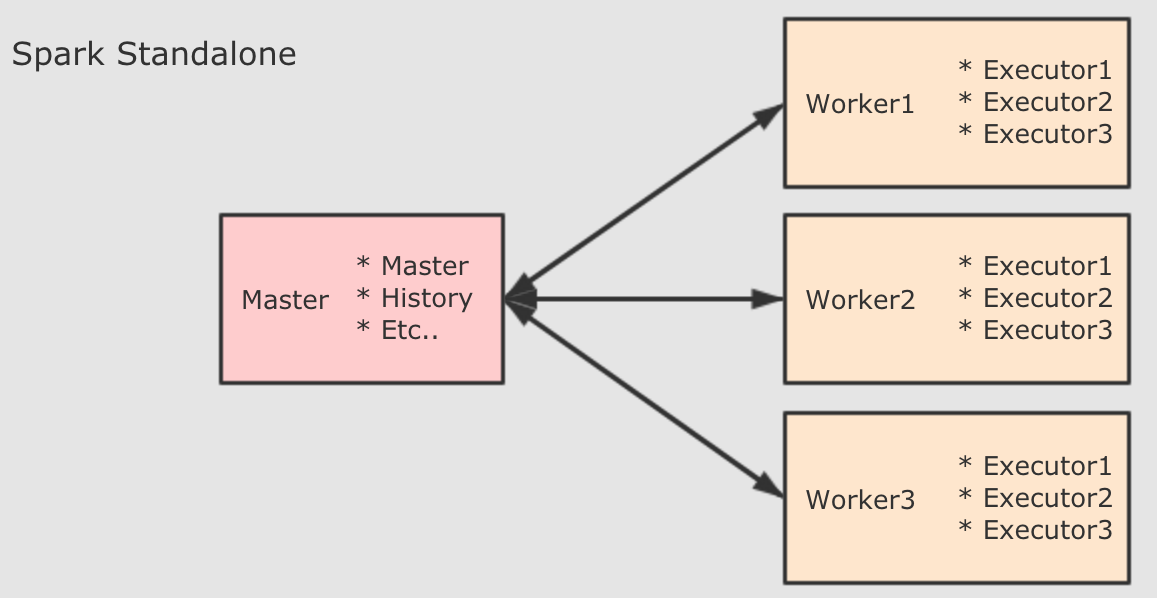 Spark Standalone
Master
* Master
* History
* Etc..
Worker1
* Executor1
* Executor2
* Executor3
Worker2
* Executor1
* Executor2
* Executor3
Worker3
* Executor1
* Executor2
* Executor3